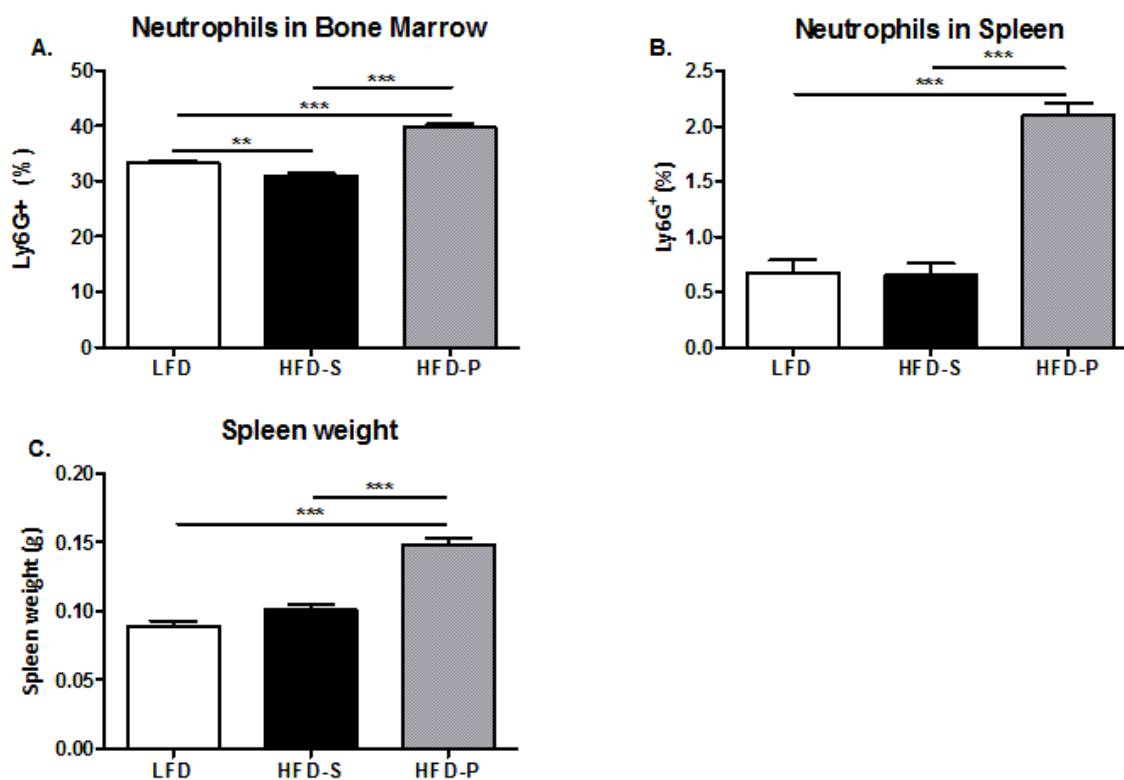 A.
Neutrophils in Bone Marrow
Ly6G+ (%)
50
40
30
20
10
0
***
***
**
LFD
HFD-S
HFD-P
B.
Neutrophils in Spleen
Ly6G+ (%)
2.5
2.0
1.5
1.0
0.5
0.0
***
***
LFD
HFD-S
HFD-P
C.
Spleen weight
Spleen weight (g)
0.20
0.15
0.10
0.05
0.00
***
***
LFD
HFD-S
HFD-P